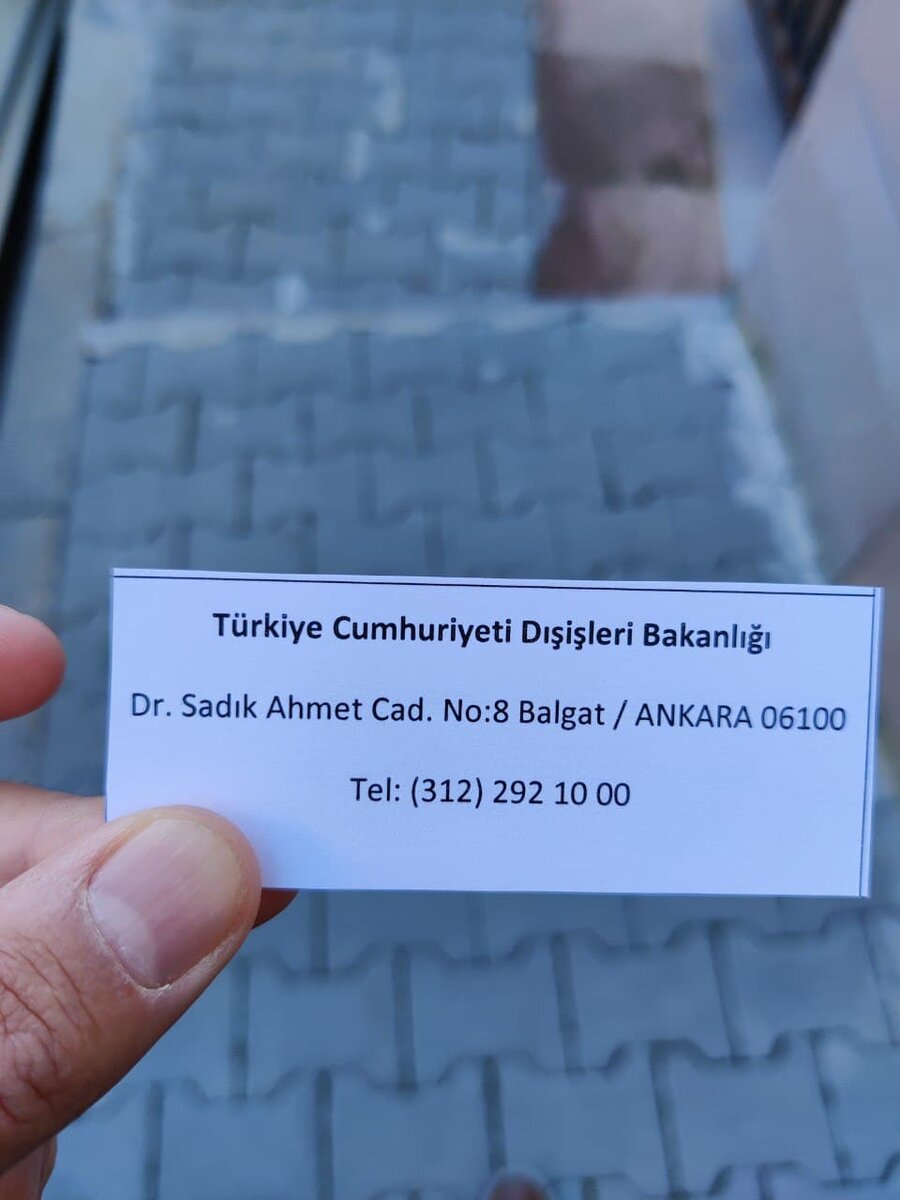 Türkiye Cumhuriyeti Dışişleri Bakanlığı
Dr. Sadık Ahmet Cad. No:8 Balgat / ANKARA 06100
Tel: (312) 292 10 00